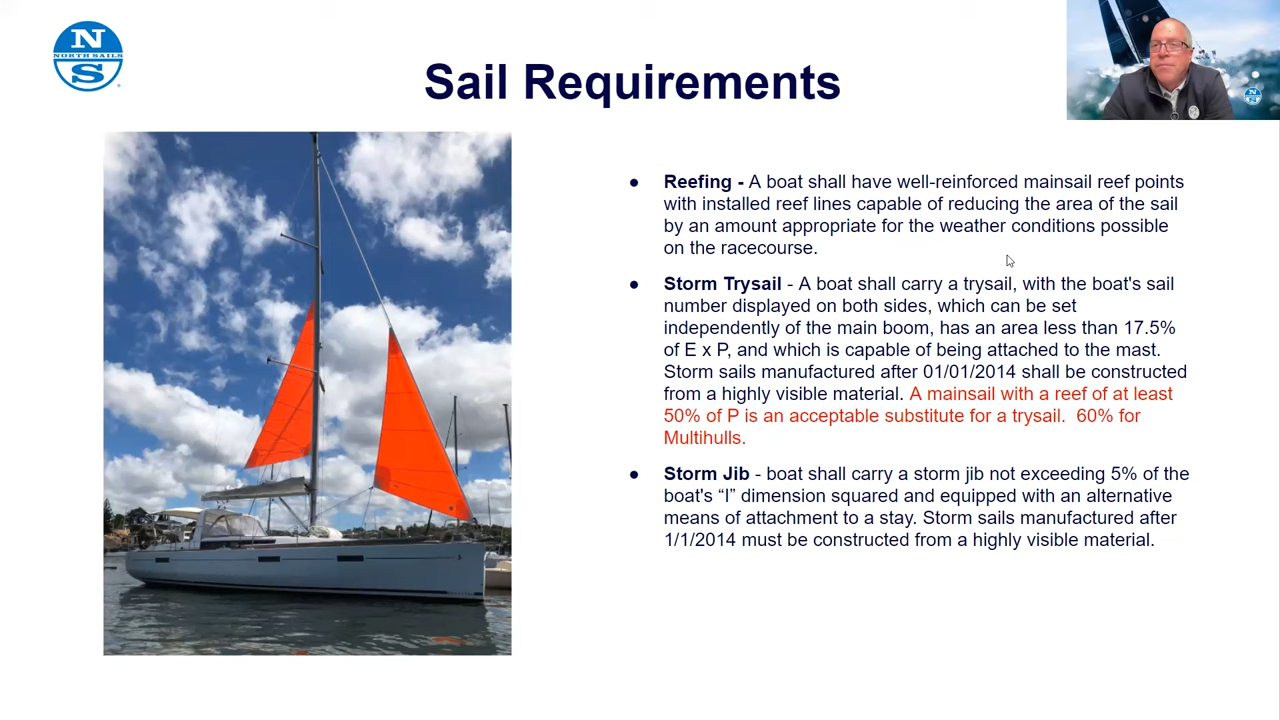 N
NORTH SAILS
S
Sail Requirements
N
S
● Reefing - A boat shall have well-reinforced mainsail reef points
with installed reef lines capable of reducing the area of the sail
by an amount appropriate for the weather conditions possible
on the racecourse.
● Storm Trysail - A boat shall carry a trysail, with the boat's sail
number displayed on both sides, which can be set
independently of the main boom, has an area less than 17.5%
of E x P, and which is capable of being attached to the mast.
Storm sails manufactured after 01/01/2014 shall be constructed
from a highly visible material. A mainsail with a reef of at least
50% of P is an acceptable substitute for a trysail.  60% for
Multihulls.
● Storm Jib - boat shall carry a storm jib not exceeding 5% of the
boat's “I” dimension squared and equipped with an alternative
means of attachment to a stay. Storm sails manufactured after
1/1/2014 must be constructed from a highly visible material.